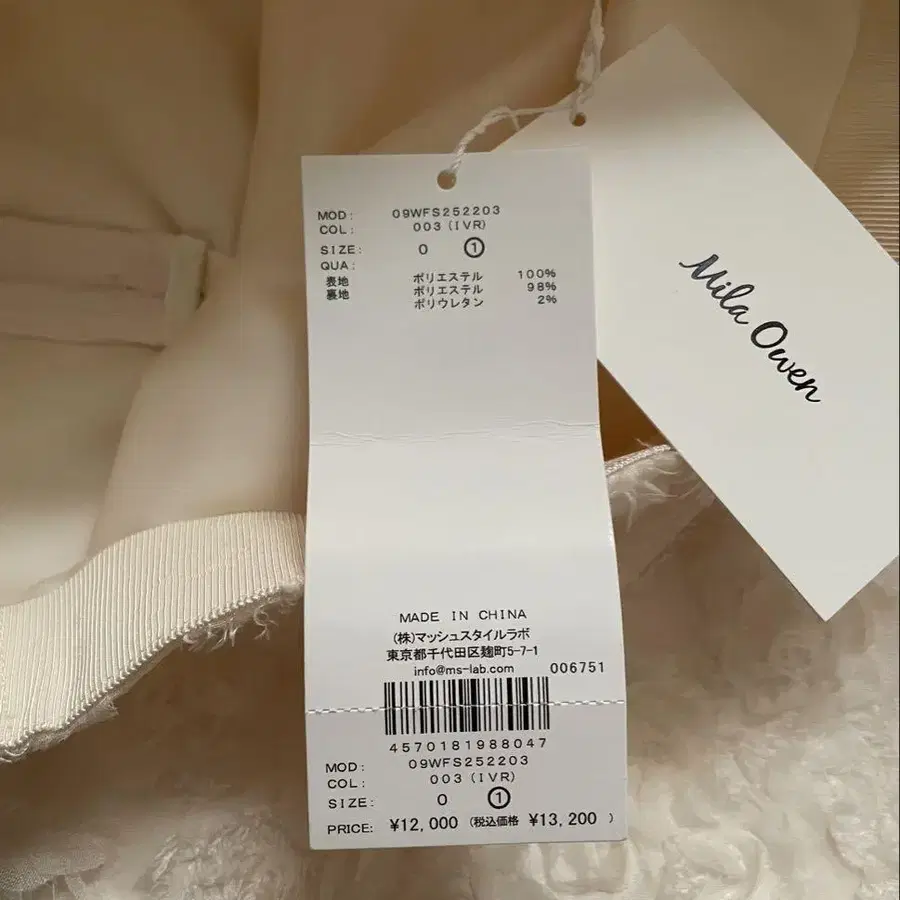 MOD: 09WFS252203
COL: 003 (IVR)
SIZE: 0 ①
QUA:
表地 ポリエステル 100%
裏地 ポリエステル 98%
ポリウレタン 2%
Mila Owen
MADE IN CHINA
(株)マッシュスタイルラボ
東京都千代田区麹町5-7-1
info@ms-lab.com 006751
4570181988047
MOD: 09WFS252203
COL: 003 (IVR)
SIZE: 0 ①
PRICE: ¥12,000 (税込価格 ¥13,200 )